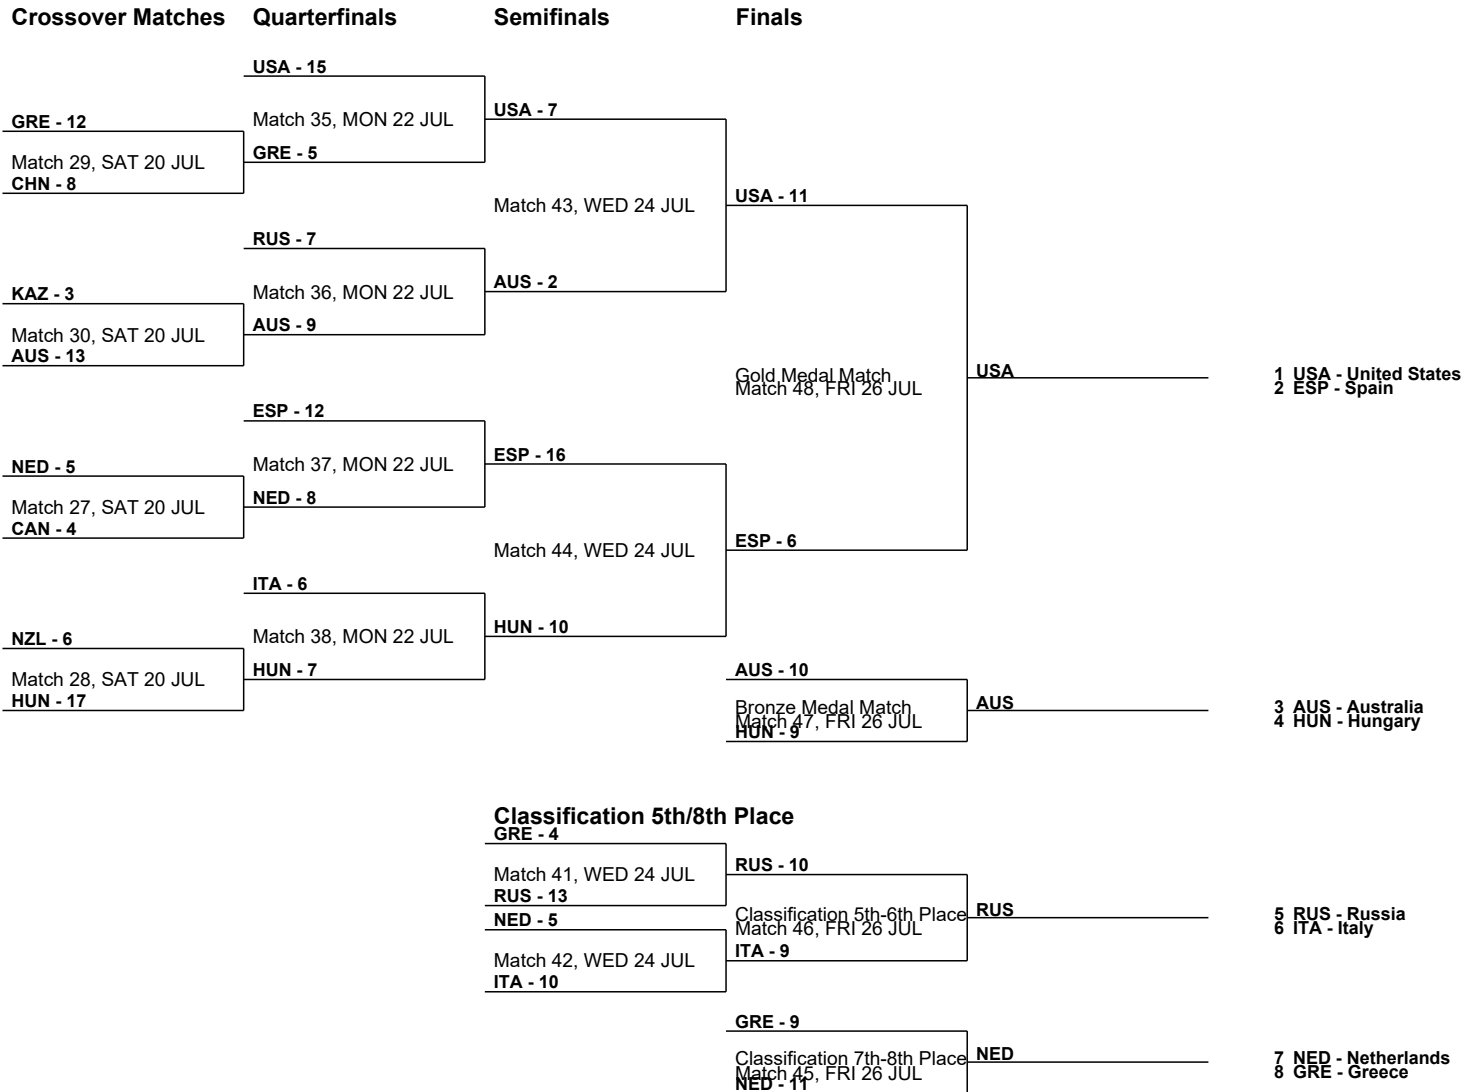 Crossover Matches Quarterfinals Semifinals Finals
USA - 15
GRE - 12
Match 35, MON 22 JUL
USA - 7
Match 29, SAT 20 JUL
GRE - 5
CHN - 8
Match 43, WED 24 JUL
USA - 11
RUS - 7
KAZ - 3
Match 36, MON 22 JUL
AUS - 2
Match 30, SAT 20 JUL
AUS - 9
AUS - 13
Gold Medal Match
Match 48, FRI 26 JUL
USA
1 USA - United States
2 ESP - Spain
ESP - 12
NED - 5
Match 37, MON 22 JUL
ESP - 16
Match 27, SAT 20 JUL
NED - 8
CAN - 4
Match 44, WED 24 JUL
ESP - 6
ITA - 6
NZL - 6
Match 38, MON 22 JUL
HUN - 10
Match 28, SAT 20 JUL
HUN - 7
HUN - 17
AUS - 10
Bronze Medal Match
Match 47, FRI 26 JUL
HUN - 9
AUS
3 AUS - Australia
4 HUN - Hungary
Classification 5th/8th Place
GRE - 4
Match 41, WED 24 JUL
RUS - 13
RUS - 10
NED - 5
Match 42, WED 24 JUL
ITA - 10
Classification 5th-6th Place
Match 46, FRI 26 JUL
ITA - 9
RUS
5 RUS - Russia
6 ITA - Italy
GRE - 9
Classification 7th-8th Place
Match 45, FRI 26 JUL
NED - 11
NED
7 NED - Netherlands
8 GRE - Greece